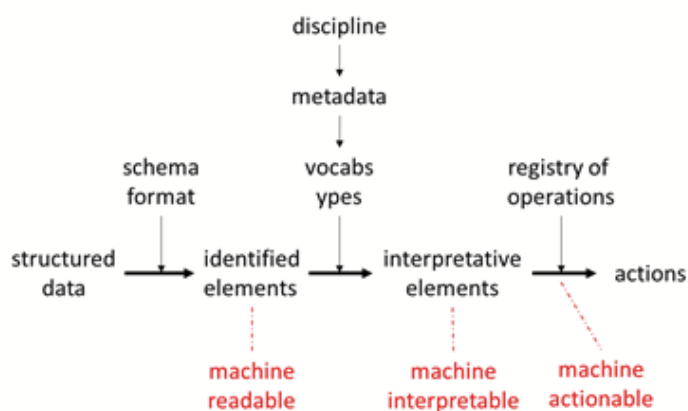 discipline
metadata
schema
format
vocabs
ypes
registry of
operations
structured
data
identified
elements
interpretative
elements
actions
machine
readable
machine
interpretable
machine
actionable